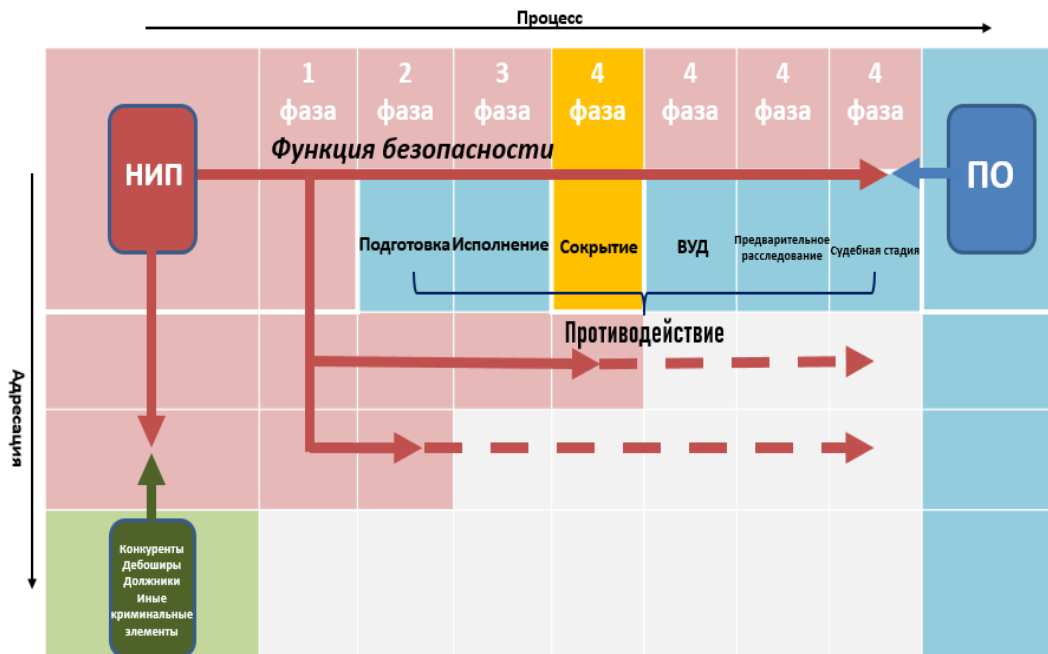 Процесс
1
фаза
2
фаза
3
фаза
4
фаза
4
фаза
4
фаза
4
фаза
Функция безопасности
НИП
ПО
Подготовка
Исполнение
Сокрытие
ВУД
Предварительное
расследование
Судебная стадия
Противодействие
Адресация
Конкуренты
Дебоширы
Должники
Иные
криминальные
элементы